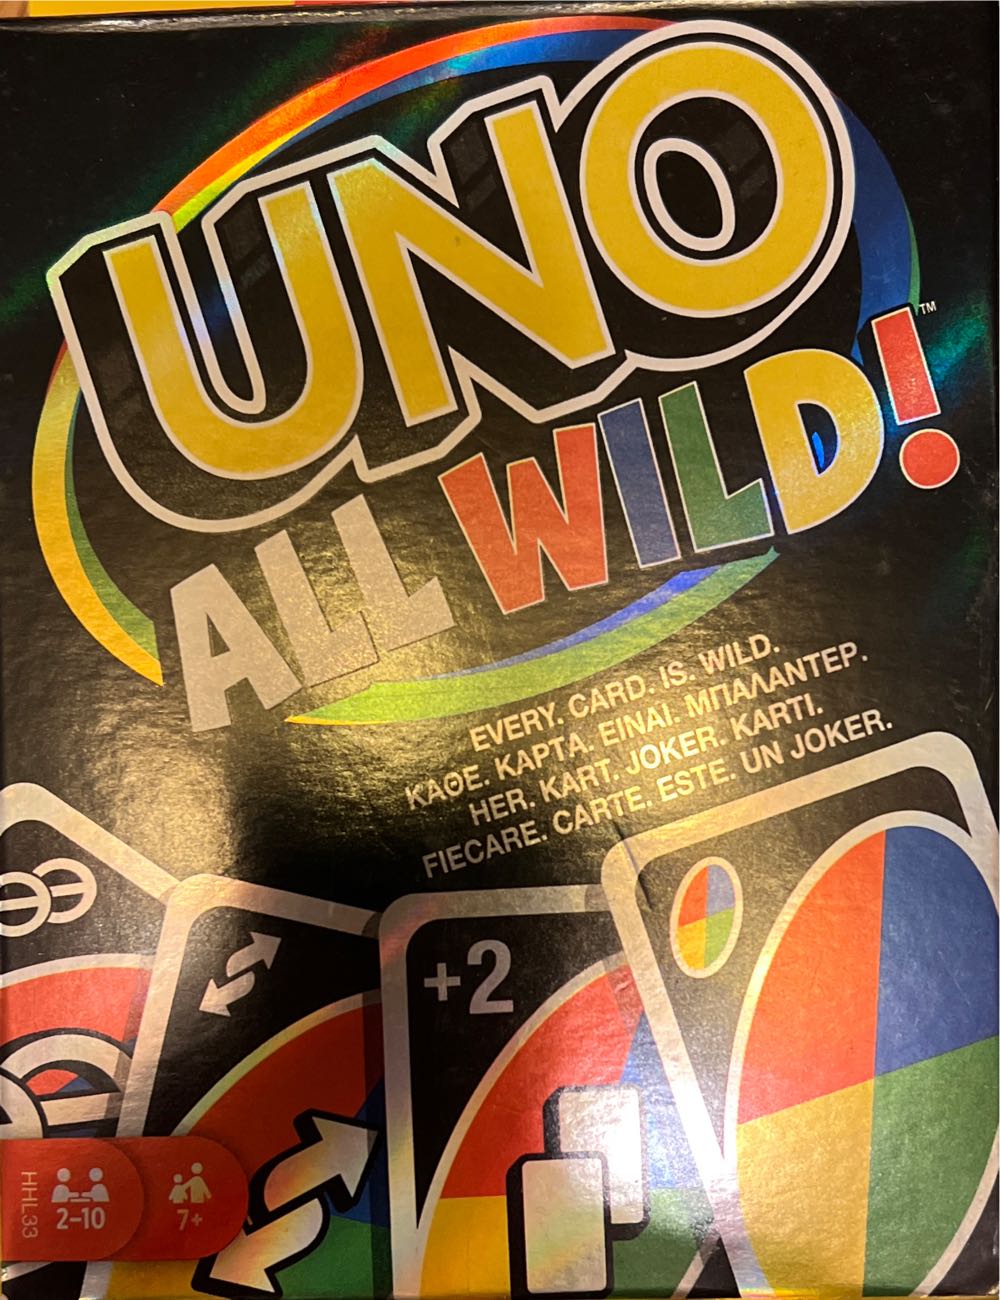 UNO
ALL WILD!™
EVERY. CARD. IS. WILD.
ΚΑΘΕ. ΚΑΡΤΑ. ΕΙΝΑΙ. ΜΠΑΛΑΝΤΕΡ.
HER. KART. JOKER. KARTI.
FIECARE. CARTE. ESTE. UN JOKER.
+2
HHL33
2–10
7+